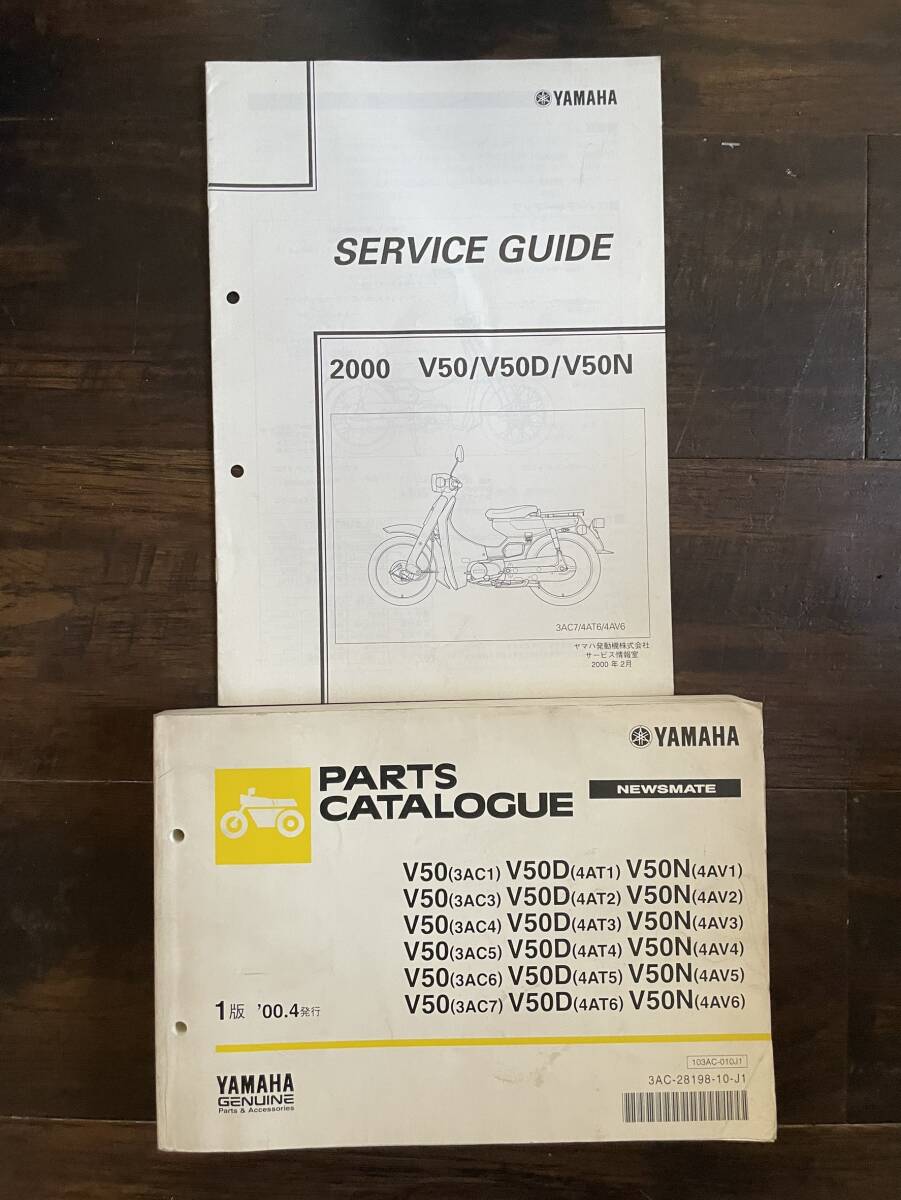 YAMAHA
SERVICE GUIDE
2000 V50/V50D/V50N
3AC7/4AT6/4AV6
ヤマハ発動機株式会社
サービス情報室
2000 年 2月
YAMAHA
PARTS
CATALOGUE
NEWSMATE
V50(3AC1) V50D(4AT1) V50N(4AV1)
V50(3AC3) V50D(4AT2) V50N(4AV2)
V50(3AC4) V50D(4AT3) V50N(4AV3)
V50(3AC5) V50D(4AT4) V50N(4AV4)
V50(3AC6) V50D(4AT5) V50N(4AV5)
V50(3AC7) V50D(4AT6) V50N(4AV6)
1版 '00.4発行
103AC-010J1
3AC-28198-10-J1
YAMAHA
GENUINE
Parts & Accessories